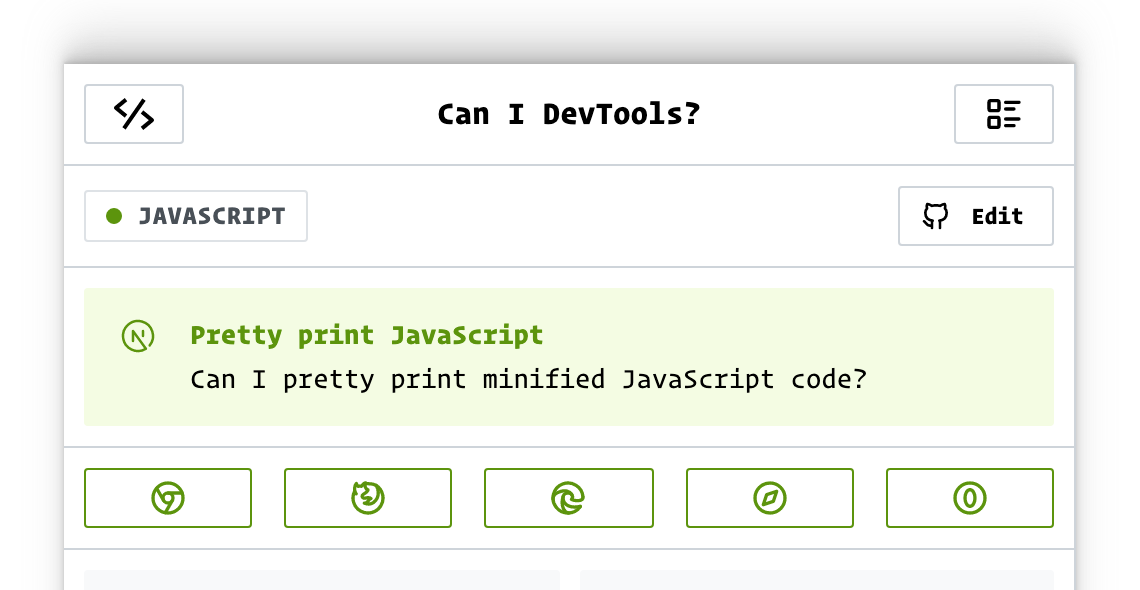 Can I DevTools?
JAVASCRIPT
Edit
Pretty print JavaScript
Can I pretty print minified JavaScript code?